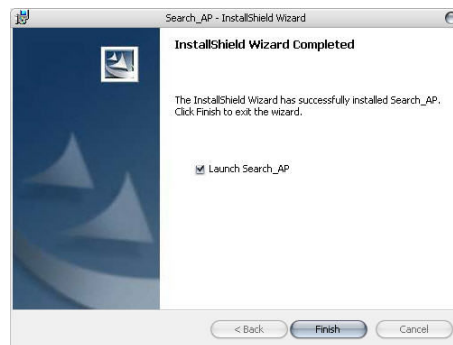 Search_AP - InstallShield Wizard
InstallShield Wizard Completed
The InstallShield Wizard has successfully installed Search_AP.
Click Finish to exit the wizard.
Launch Search_AP
< Back
Finish
Cancel